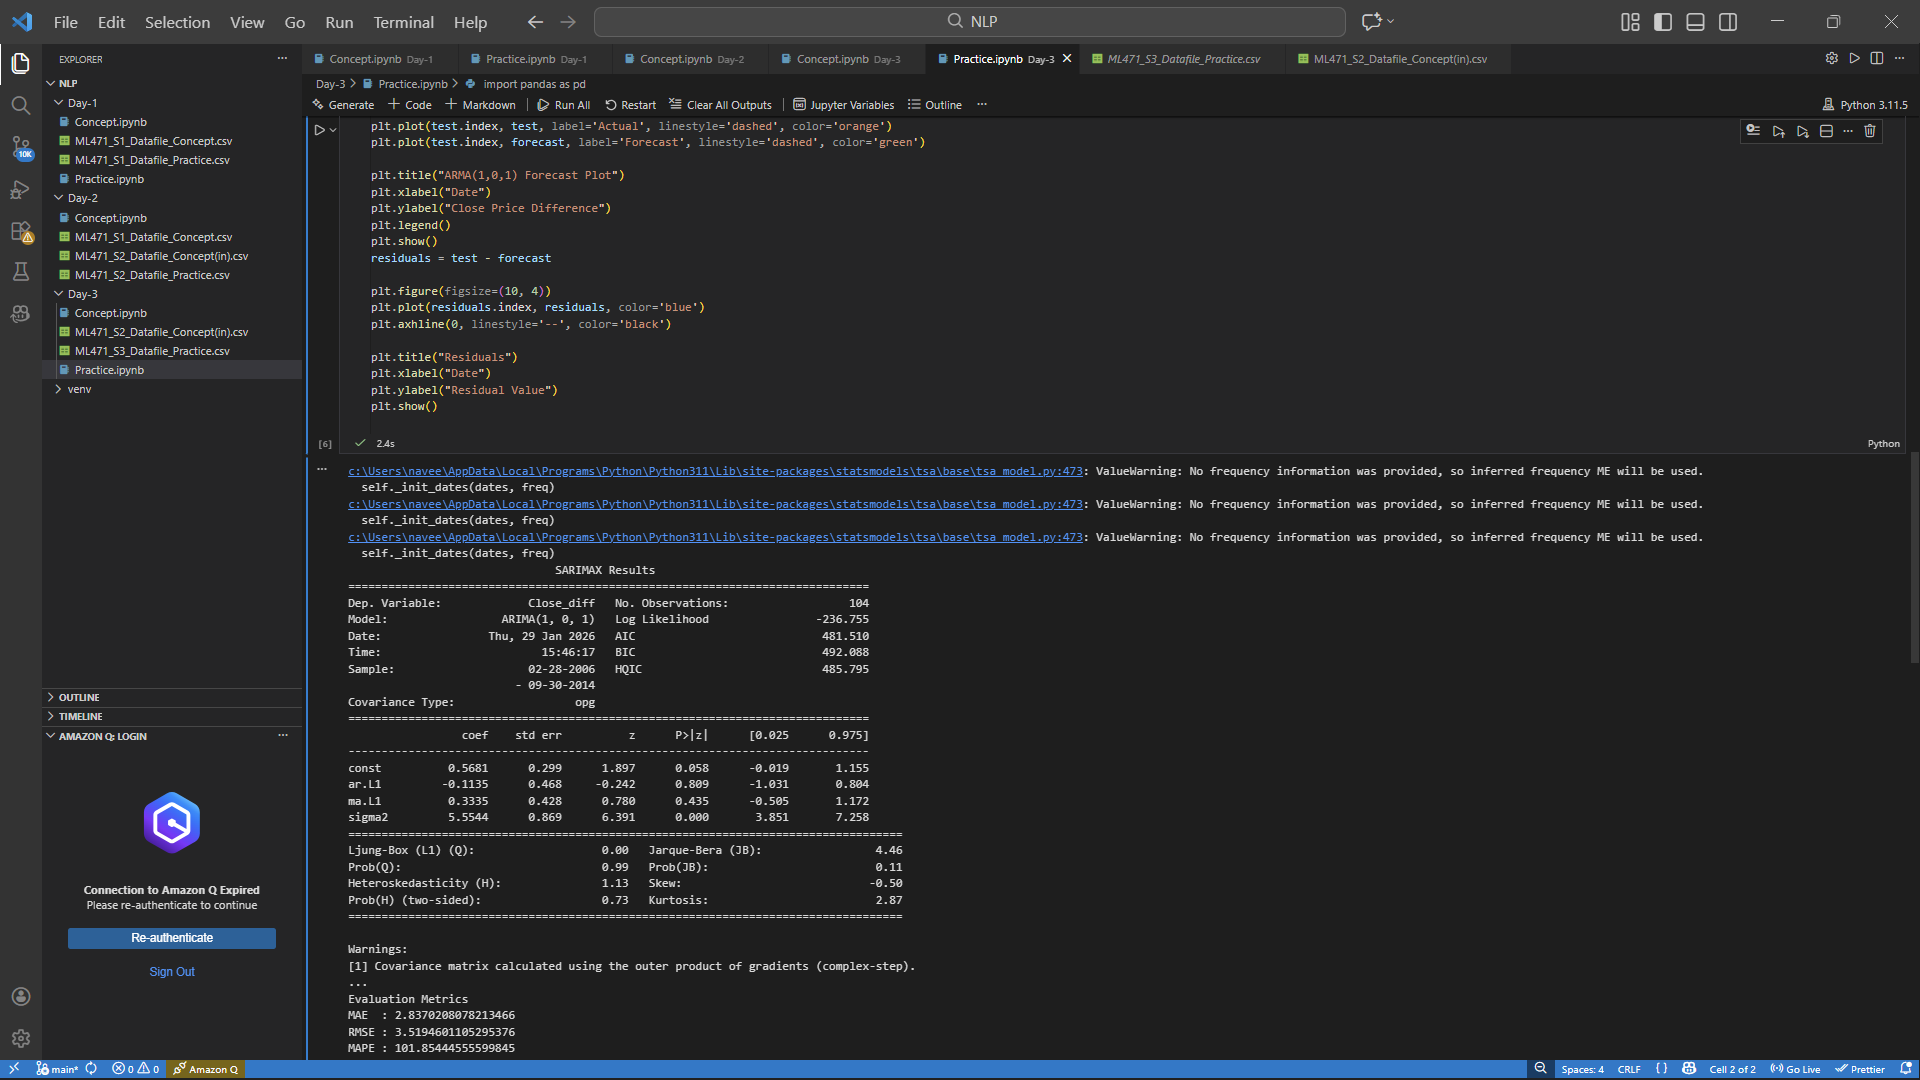 File Edit Selection View Go Run Terminal Help
NLP
EXPLORER
Concept.ipynb Day-1
Practice.ipynb Day-1
Concept.ipynb Day-2
Concept.ipynb Day-3
Practice.ipynb Day-3
ML471_S3_Datafile_Practice.csv
ML471_S2_Datafile_Concept(in).csv
NLP
Day-1
Concept.ipynb
ML471_S1_Datafile_Concept.csv
ML471_S1_Datafile_Practice.csv
Practice.ipynb
Day-2
Concept.ipynb
ML471_S1_Datafile_Concept.csv
ML471_S2_Datafile_Concept(in).csv
ML471_S2_Datafile_Practice.csv
Day-3
Concept.ipynb
ML471_S2_Datafile_Concept(in).csv
ML471_S3_Datafile_Practice.csv
Practice.ipynb
venv
10K
OUTLINE
TIMELINE
AMAZON Q: LOGIN
Connection to Amazon Q Expired
Please re-authenticate to continue
Re-authenticate
Sign Out
Day-3 > Practice.ipynb > import pandas as pd
Generate + Code + Markdown Run All Restart Clear All Outputs Jupyter Variables Outline ... Python 3.11.5
plt.plot(test.index, test, label='Actual', linestyle='dashed', color='orange')
plt.plot(test.index, forecast, label='Forecast', linestyle='dashed', color='green')
plt.title("ARMA(1,0,1) Forecast Plot")
plt.xlabel("Date")
plt.ylabel("Close Price Difference")
plt.legend()
plt.show()
residuals = test - forecast
plt.figure(figsize=(10, 4))
plt.plot(residuals.index, residuals, color='blue')
plt.axhline(0, linestyle='--', color='black')
plt.title("Residuals")
plt.xlabel("Date")
plt.ylabel("Residual Value")
plt.show()
[6] 2.4s Python
c:\Users\navee\AppData\Local\Programs\Python\Python311\Lib\site-packages\statsmodels\tsa\base\tsa_model.py:473: ValueWarning: No frequency information was provided, so inferred frequency ME will be used.
self._init_dates(dates, freq)
c:\Users\navee\AppData\Local\Programs\Python\Python311\Lib\site-packages\statsmodels\tsa\base\tsa_model.py:473: ValueWarning: No frequency information was provided, so inferred frequency ME will be used.
self._init_dates(dates, freq)
c:\Users\navee\AppData\Local\Programs\Python\Python311\Lib\site-packages\statsmodels\tsa\base\tsa_model.py:473: ValueWarning: No frequency information was provided, so inferred frequency ME will be used.
self._init_dates(dates, freq)
SARIMAX Results
==============================================================================
Dep. Variable: Close_diff No. Observations: 104
Model: ARIMA(1, 0, 1) Log Likelihood -236.755
Date: Thu, 29 Jan 2026 AIC 481.510
Time: 15:46:17 BIC 492.088
Sample: 02-28-2006 HQIC 485.795
- 09-30-2014
Covariance Type: opg
==============================================================================
coef std err z P>|z| [0.025 0.975]
------------------------------------------------------------------------------
const 0.5681 0.299 1.897 0.058 -0.019 1.155
ar.L1 -0.1135 0.468 -0.242 0.809 -1.031 0.804
ma.L1 0.3335 0.428 0.780 0.435 -0.505 1.172
sigma2 5.5544 0.869 6.391 0.000 3.851 7.258
===================================================================================
Ljung-Box (L1) (Q): 0.00 Jarque-Bera (JB): 4.46
Prob(Q): 0.99 Prob(JB): 0.11
Heteroskedasticity (H): 1.13 Skew: -0.50
Prob(H) (two-sided): 0.73 Kurtosis: 2.87
===================================================================================
Warnings:
[1] Covariance matrix calculated using the outer product of gradients (complex-step).
...
Evaluation Metrics
MAE : 2.8370208078213466
RMSE : 3.5194601105295376
MAPE : 101.85444555599845
main* 0 0 Amazon Q Spaces: 4 CRLF { } Cell 2 of 2 Go Live Prettier